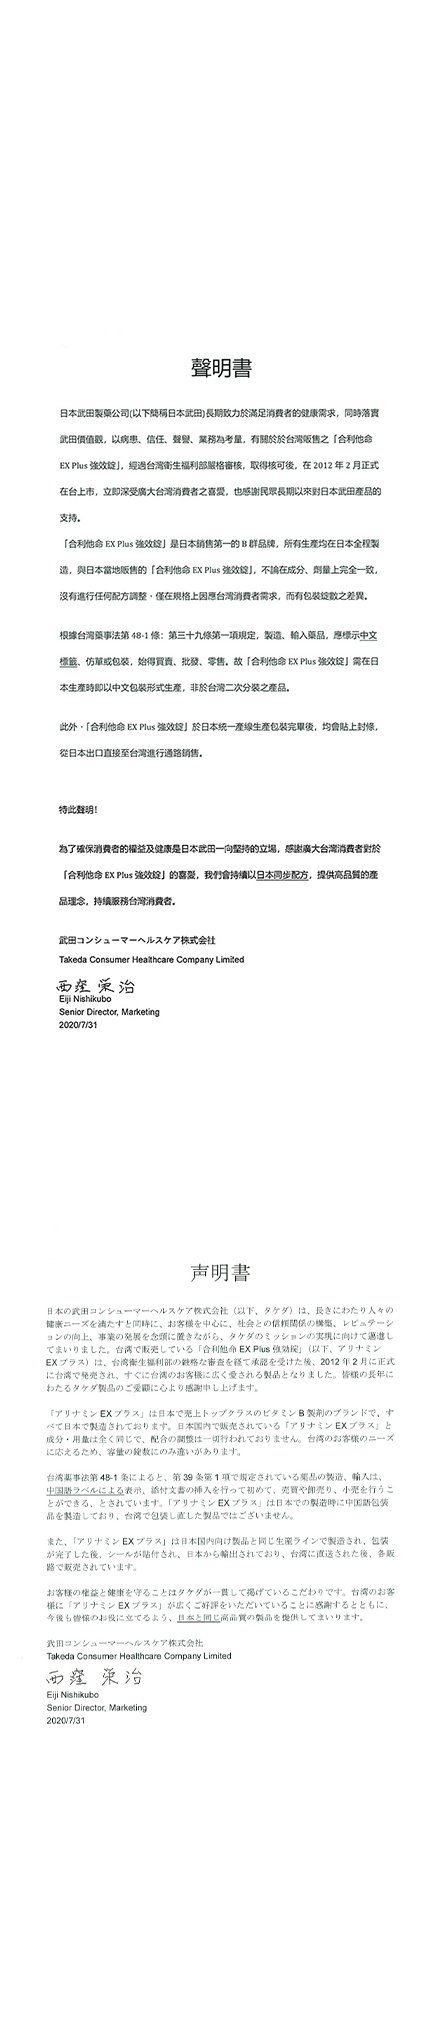 聲明書
日本武田製藥公司(以下簡稱日本武田)長期致力於滿足消費者的健康需求，同時落實
武田價值觀，以病患、信任、聲譽、業務為考量，有關於於台灣販售之「合利他命
EX Plus 強效錠」，經過台灣衛生福利部嚴格審核，取得核可後，在 2012 年 2 月正式
在台上市，立即深受廣大台灣消費者之喜愛，也感謝民眾長期以來對日本武田產品的
支持。
「合利他命 EX Plus 強效錠」是日本銷售第一的 B 群品牌，所有生產均在日本全程製
造，與日本當地販售的「合利他命 EX Plus 強效錠」，不論在成分、劑量上完全一致，
沒有進行任何配方調整，僅在規格上因應台灣消費者需求，而有包裝錠數之差異。
根據台灣藥事法第 48-1 條：第三十九條第一項規定，製造、輸入藥品，應標示中文
標籤、仿單或包裝，始得買賣、批發、零售。故「合利他命 EX Plus 強效錠」需在日
本生產時即以中文包裝形式生產，非於台灣二次分裝之產品。
此外，「合利他命 EX Plus 強效錠」於日本統一產線生產包裝完畢後，均會貼上封條，
從日本出口直接至台灣進行通路銷售。
特此聲明!
為了確保消費者的權益及健康是日本武田一向堅持的立場，感謝廣大台灣消費者對於
「合利他命 EX Plus 強效錠」的喜愛，我們會持續以日本同步配方，提供高品質的產
品理念，持續服務台灣消費者。
武田コンシューマーヘルスケア株式会社
Takeda Consumer Healthcare Company Limited
西窪 栄治
Eiji Nishikubo
Senior Director, Marketing
2020/7/31
声明書
日本の武田コンシューマーヘルスケア株式会社（以下、タケダ）は、長きにわたり人々の
健康ニーズを満たすと同時に、お客様を中心に、社会との信頼関係の構築、レピュテーシ
ョンの向上、事業の発展を念頭に置きながら、タケダのミッションの実現に向けて邁進し
てまいりました。台湾で販売している「合利他命 EX Plus 強効錠」（以下、アリナミン
EX プラス）は、台湾衛生福利部の厳格な審査を経て承認を受けた後、2012 年 2 月に正式
に台湾で発売され、すぐに台湾のお客様に広く愛される製品となりました。皆様の長年に
わたるタケダ製品のご愛顧に心より感謝申し上げます。
「アリナミン EX プラス」は日本で売上トップクラスのビタミン B 製剤のブランドで、す
べて日本で製造されております。日本国内で販売されている「アリナミン EX プラス」と
成分・用量は全く同じで、配合の調整は一切行われておりません。台湾のお客様のニーズ
に応えるため、容量の錠数にのみ違いがあります。
台湾薬事法第 48-1 条によると、第 39 条第 1 項で規定されている薬品の製造、輸入は、
中国語ラベルによる表示、添付文書の挿入を行って初めて、売買や卸売り、小売を行うこ
とができる、とされています。「アリナミン EX プラス」は日本での製造時に中国語包装
品を製造しており、台湾で包装し直した製品ではございません。
また、「アリナミン EX プラス」は日本国内向け製品と同じ生産ラインで製造され、包装
が完了した後、シールが貼付され、日本から輸出されており、台湾に直送された後、各販
路で販売されています。
お客様の権益と健康を守ることはタケダが一貫して掲げているこだわりです。台湾のお客
様に「アリナミン EX プラス」が広くご好評をいただいていることに感謝するとともに、
今後も皆様のお役に立てるよう、日本と同じ高品質の製品を提供してまいります。
武田コンシューマーヘルスケア株式会社
Takeda Consumer Healthcare Company Limited
西窪 栄治
Eiji Nishikubo
Senior Director, Marketing
2020/7/31